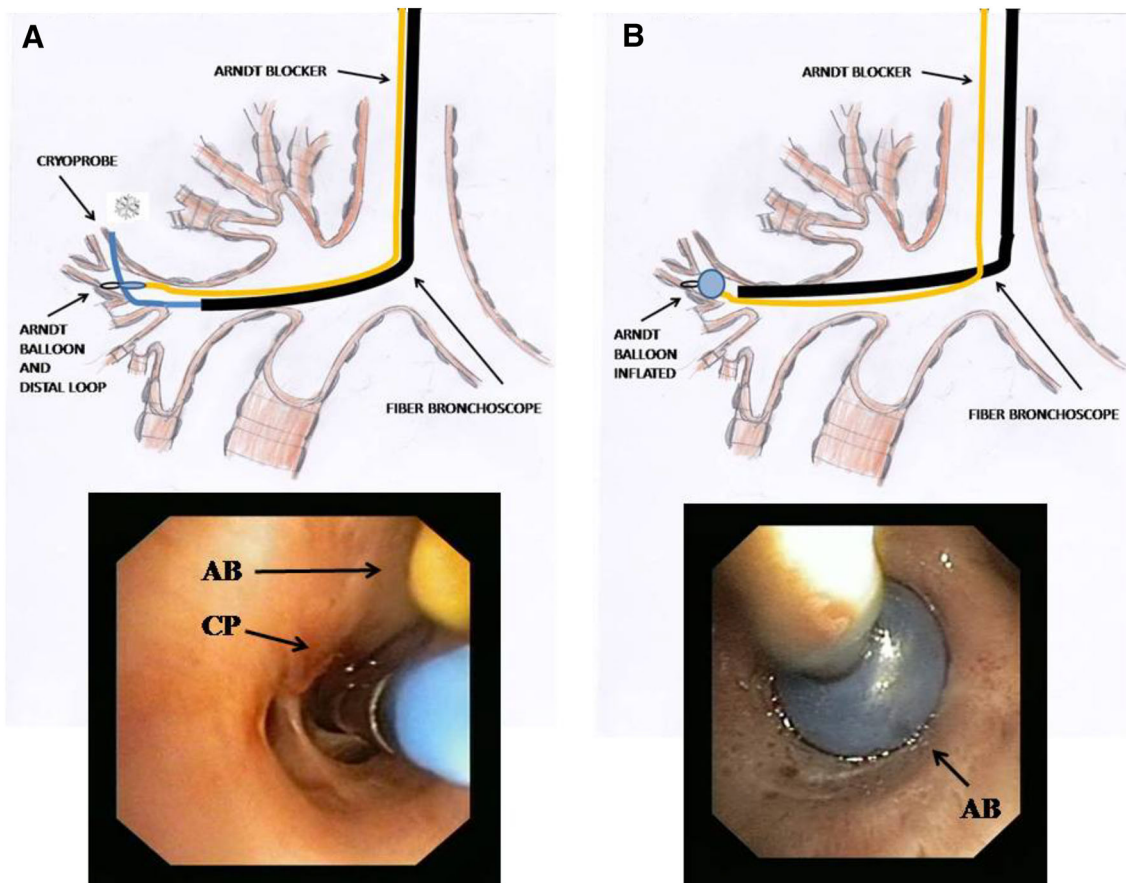 A
ARNDT BLOCKER
CRYOPROBE
ARNDT
BALLOON
AND
DISTAL LOOP
FIBER BRONCHOSCOPE
AB
CP
B
ARNDT BLOCKER
ARNDT
BALLOON
INFLATED
FIBER BRONCHOSCOPE
AB